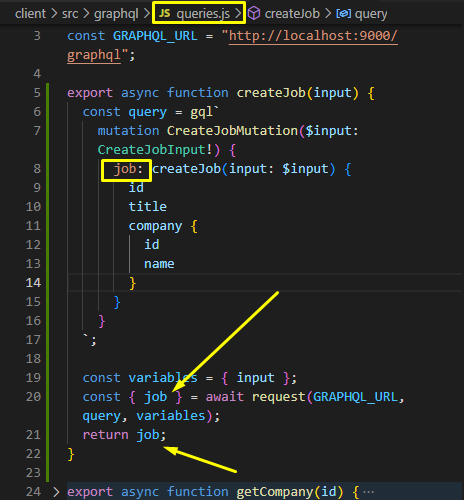 client > src > graphql > JS queries.js > createJob > query
3 const GRAPHQL_URL = "http://localhost:9000/
graphql";
4
5 export async function createJob(input) {
6 const query = gql`
7 mutation CreateJobMutation($input:
CreateJobInput!) {
8 job: createJob(input: $input) {
9 id
10 title
11 company {
12 id
13 name
14 }
15 }
16 }
17 `;
18
19 const variables = { input };
20 const { job } = await request(GRAPHQL_URL,
query, variables);
21 return job;
22 }
23
24 > export async function getCompany(id) {···